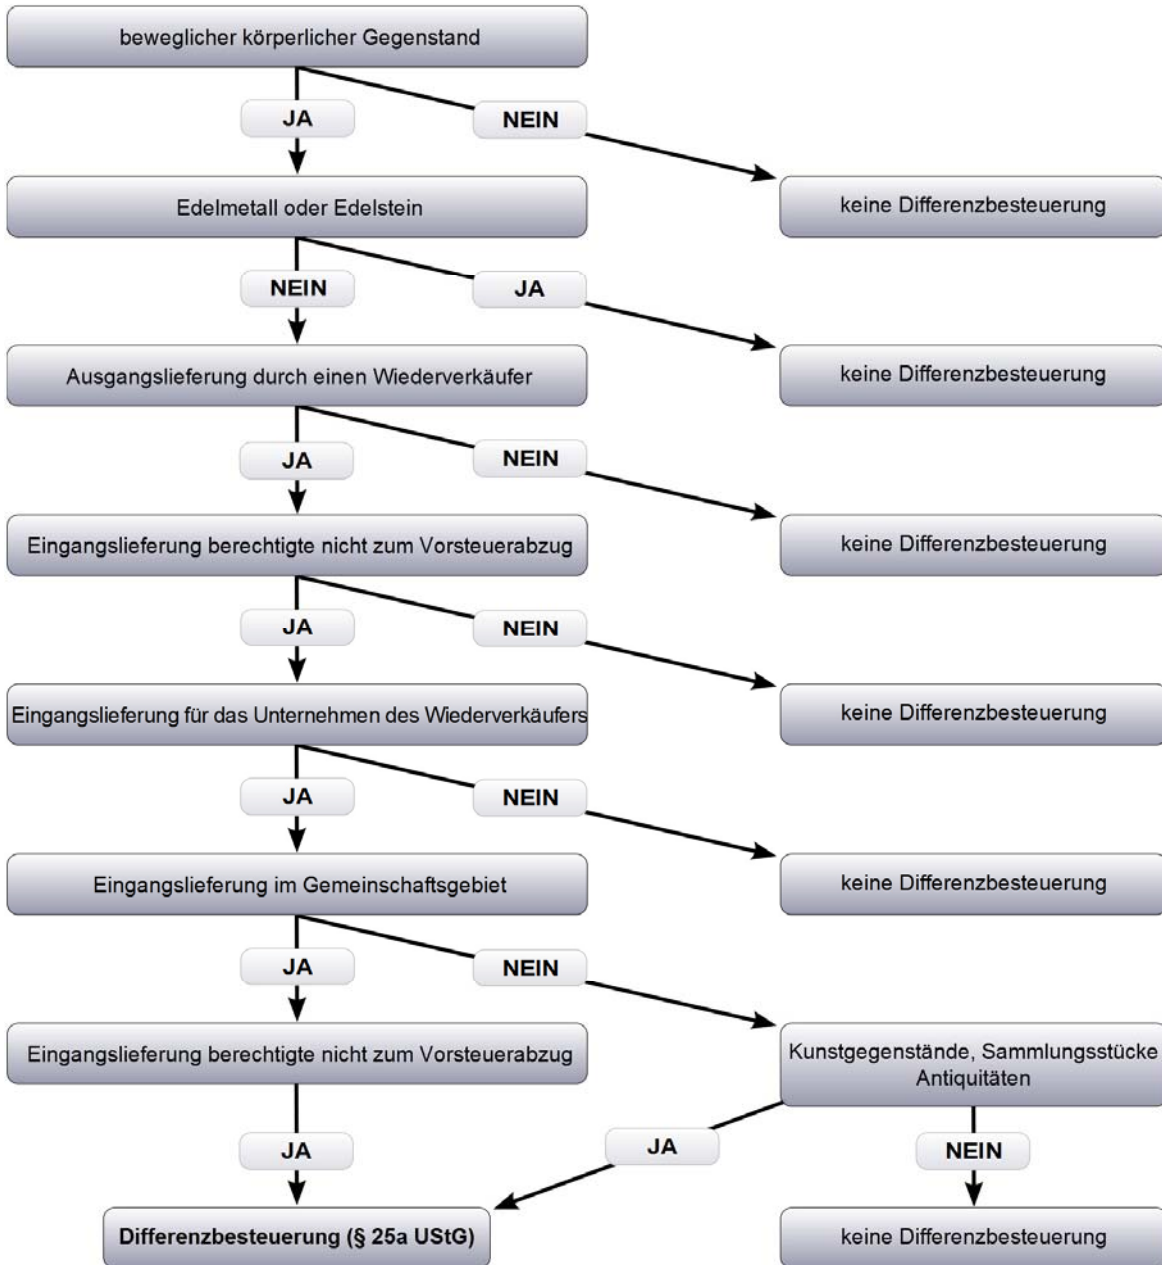 beweglicher körperlicher Gegenstand
JA
NEIN
Edelmetall oder Edelstein
keine Differenzbesteuerung
NEIN
JA
Ausgangslieferung durch einen Wiederverkäufer
keine Differenzbesteuerung
JA
NEIN
Eingangslieferung berechtigte nicht zum Vorsteuerabzug
keine Differenzbesteuerung
JA
NEIN
Eingangslieferung für das Unternehmen des Wiederverkäufers
keine Differenzbesteuerung
JA
NEIN
Eingangslieferung im Gemeinschaftsgebiet
keine Differenzbesteuerung
JA
NEIN
Eingangslieferung berechtigte nicht zum Vorsteuerabzug
Kunstgegenstände, Sammlungsstücke
Antiquitäten
JA
JA
NEIN
Differenzbesteuerung (§ 25a UStG)
keine Differenzbesteuerung